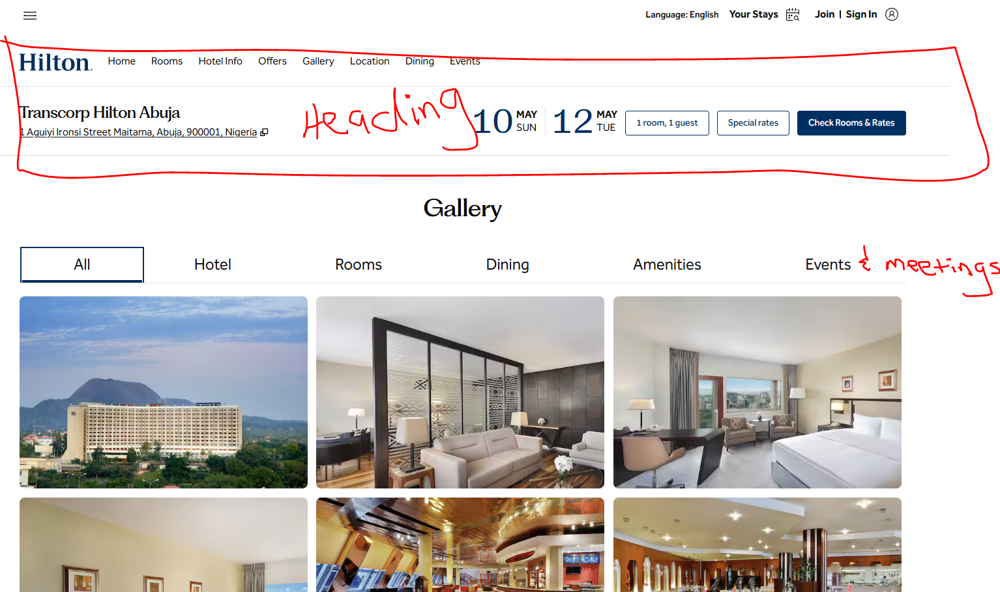 Language: English Your Stays Join | Sign In
Hilton Home Rooms Hotel Info Offers Gallery Location Dining Events
Heading
Transcorp Hilton Abuja
1 Aguiyi Ironsi Street Maitama, Abuja, 900001, Nigeria
10 MAY SUN 12 MAY TUE 1 room, 1 guest Special rates Check Rooms & Rates
Gallery
All Hotel Rooms Dining Amenities Events & meetings